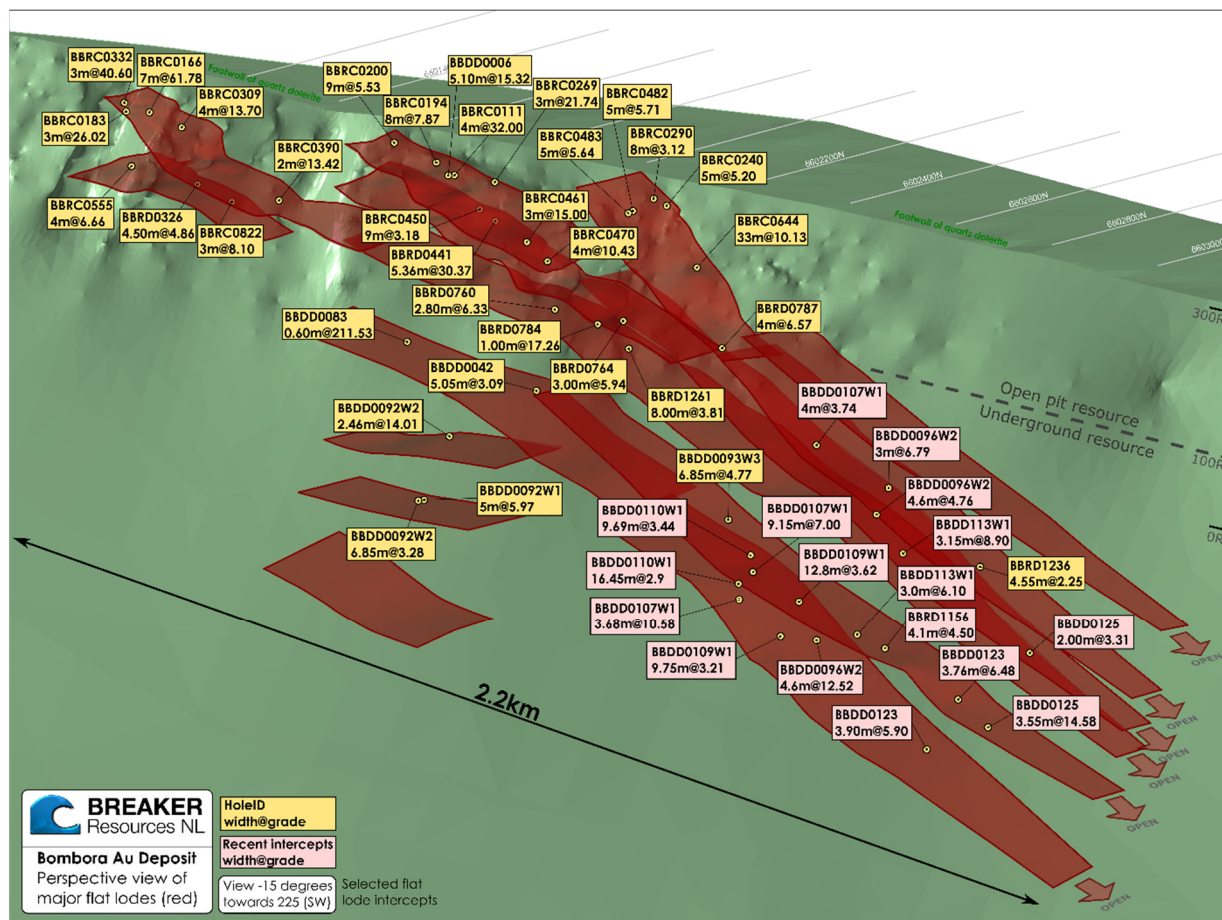 BBRC0332
3m@40.60
BBRC0166
7m@61.78
BBRC0309
4m@13.70
BBRC0183
3m@26.02
BBRC0390
2m@13.42
BBRC0555
4m@6.66
BBRD0326
4.50m@4.86
BBRC0822
3m@8.10
Footwall of quartz dolerite
BBRC0200
9m@5.53
BBDD0006
5.10m@15.32
BBRC0194
8m@7.87
BBRC0111
4m@32.00
BBRC0269
3m@21.74
BBRC0482
5m@5.71
BBRC0483
5m@5.64
BBRC0290
8m@3.12
BBRC0240
5m@5.20
6602200N
6602400N
6602600N
6602800N
Footwall of quartz dolerite
BBRC0450
9m@3.18
BBRC0461
3m@15.00
BBRC0470
4m@10.43
BBRC0644
33m@10.13
BBRD0441
5.36m@30.37
BBRD0760
2.80m@6.33
BBRD0784
1.00m@17.26
BBRD0787
4m@6.57
300R
BBDD0083
0.60m@211.53
BBDD0042
5.05m@3.09
BBRD0764
3.00m@5.94
BBRD1261
8.00m@3.81
Open pit resource
Underground resource
100R
0R
BBDD0107W1
4m@3.74
BBDD0092W2
2.46m@14.01
BBDD0096W2
3m@6.79
BBDD0093W3
6.85m@4.77
BBDD0096W2
4.6m@4.76
BBDD0092W1
5m@5.97
BBDD0092W2
6.85m@3.28
BBDD0110W1
9.69m@3.44
BBDD0107W1
9.15m@7.00
BBDD113W1
3.15m@8.90
BBDD0109W1
12.8m@3.62
BBDD0110W1
16.45m@2.9
BBDD113W1
3.0m@6.10
BBRD1236
4.55m@2.25
BBDD0107W1
3.68m@10.58
BBRD1156
4.1m@4.50
BBDD0125
2.00m@3.31
BBDD0109W1
9.75m@3.21
BBDD0096W2
4.6m@12.52
BBDD0123
3.76m@6.48
BBDD0123
3.90m@5.90
BBDD0125
3.55m@14.58
OPEN
OPEN
OPEN
OPEN
OPEN
OPEN
2.2km
BREAKER
Resources NL
Bombora Au Deposit
Perspective view of
major flat lodes (red)
HoleID
width@grade
Recent intercepts
width@grade
View -15 degrees
towards 225 (SW)
Selected flat
lode intercepts